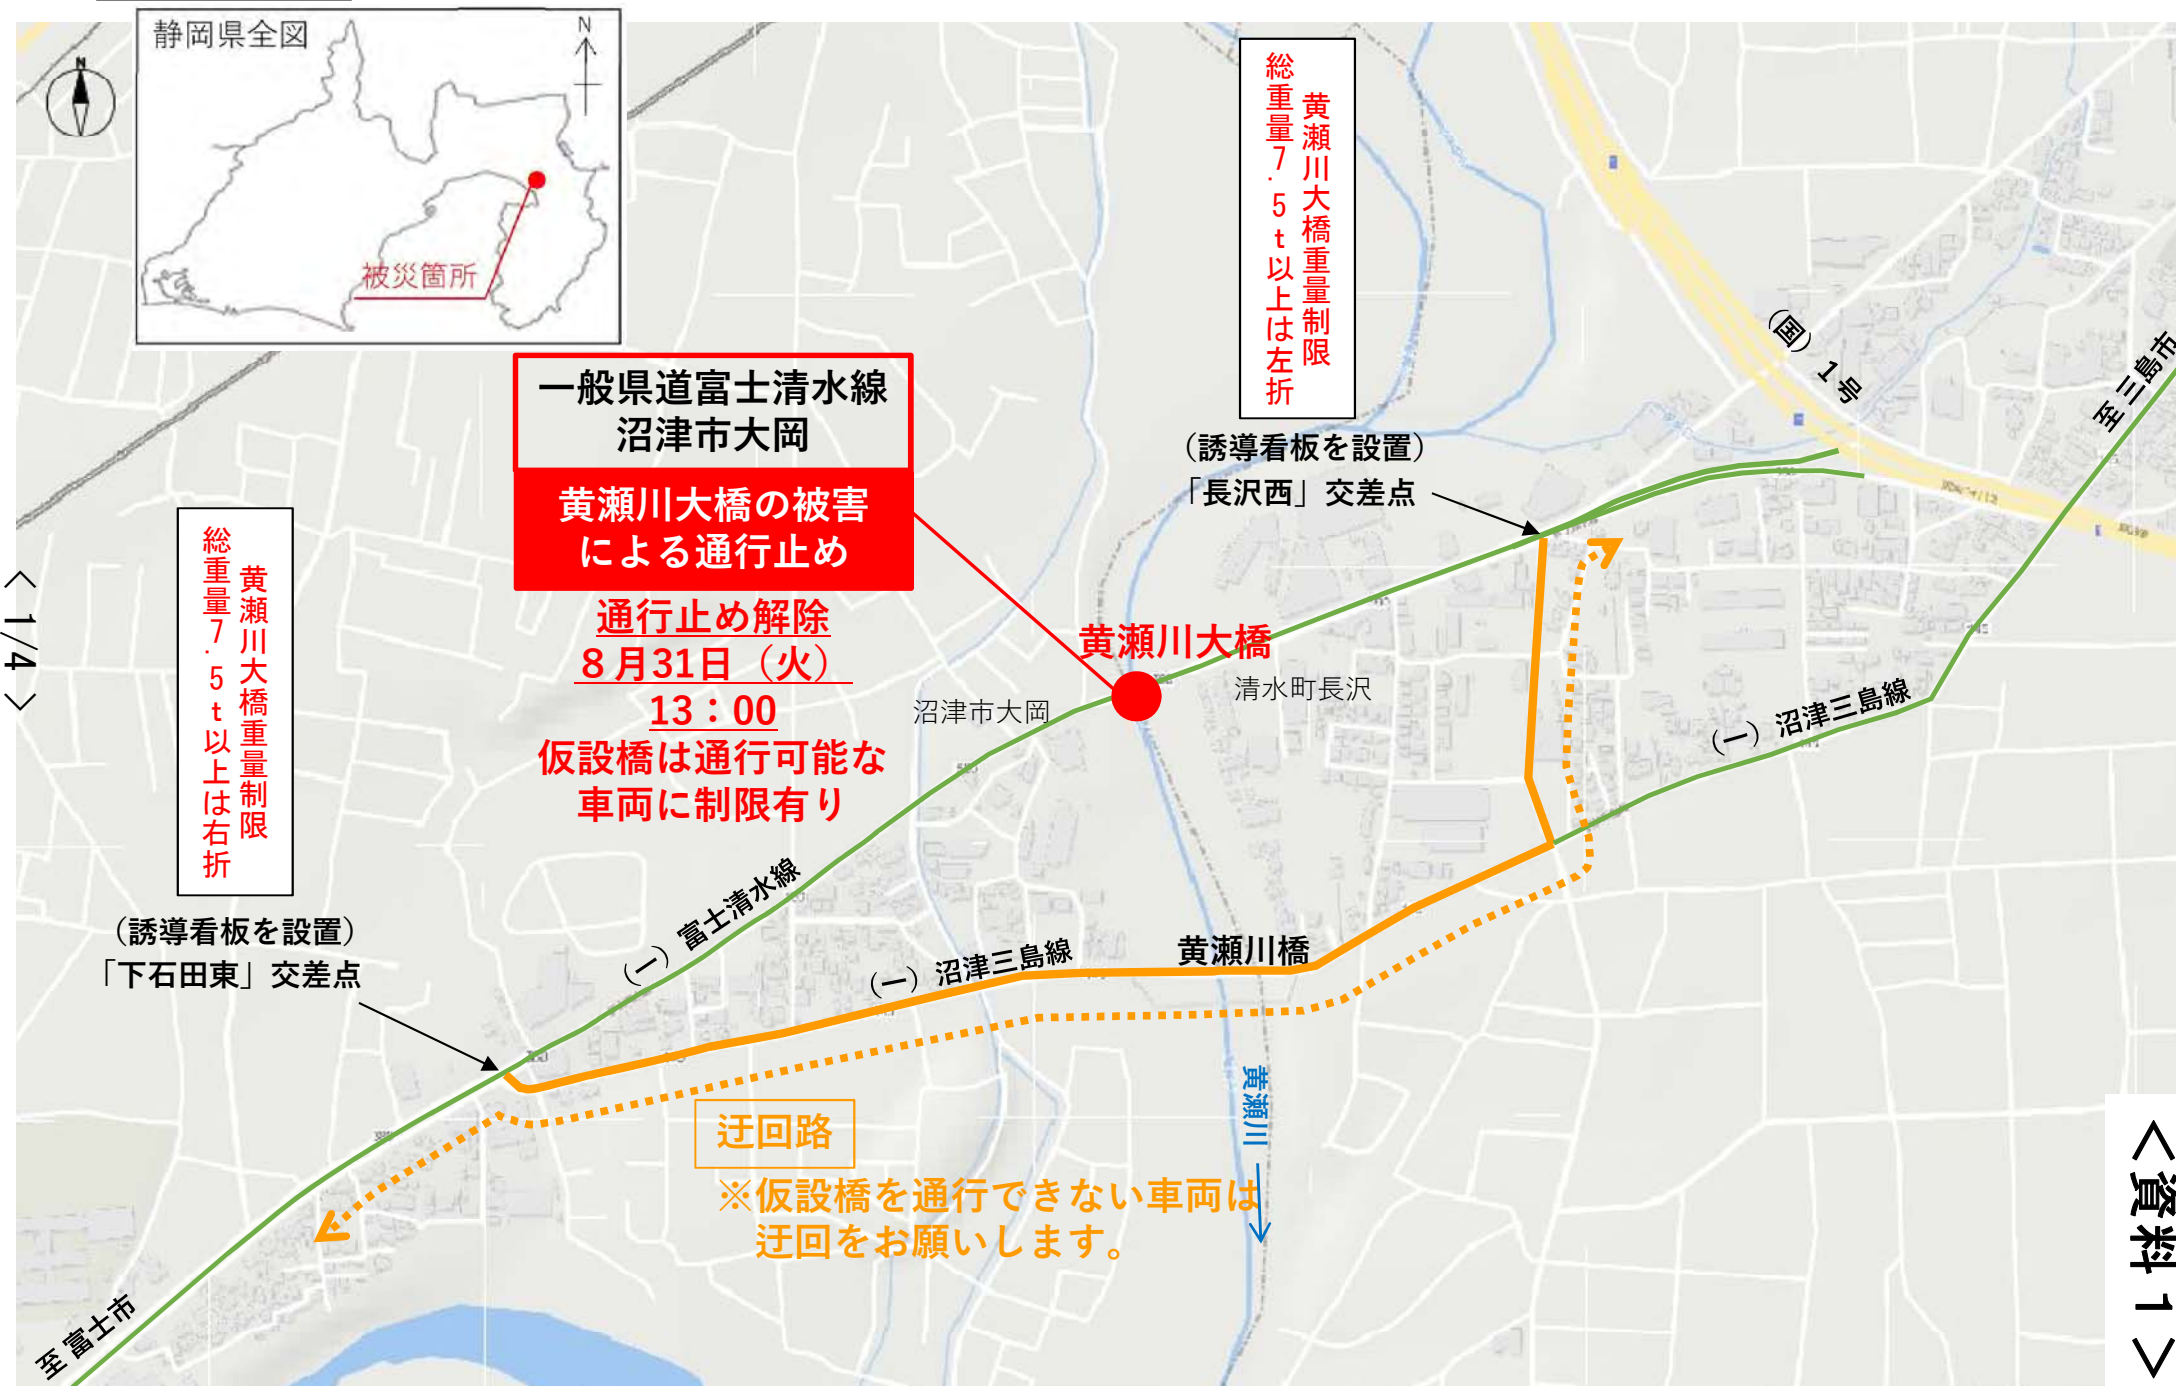 静岡県全図
N
N
被災箇所
一般県道富士清水線
沼津市大岡
黄瀬川大橋の被害
による通行止め
通行止め解除
８月31日（火）
13：00
仮設橋は通行可能な
車両に制限有り
黄瀬川大橋重量制限
総重量７.５ｔ以上は左折
（誘導看板を設置）
「長沢西」交差点
（国）１号
至 三島市
黄瀬川大橋重量制限
総重量７.５ｔ以上は右折
（誘導看板を設置）
「下石田東」交差点
＜1/4＞
黄瀬川大橋
沼津市大岡
清水町長沢
（一）沼津三島線
（一）富士清水線
（一）沼津三島線
黄瀬川橋
黄瀬川
迂回路
※仮設橋を通行できない車両は
迂回をお願いします。
至 富士市
＜資料１＞